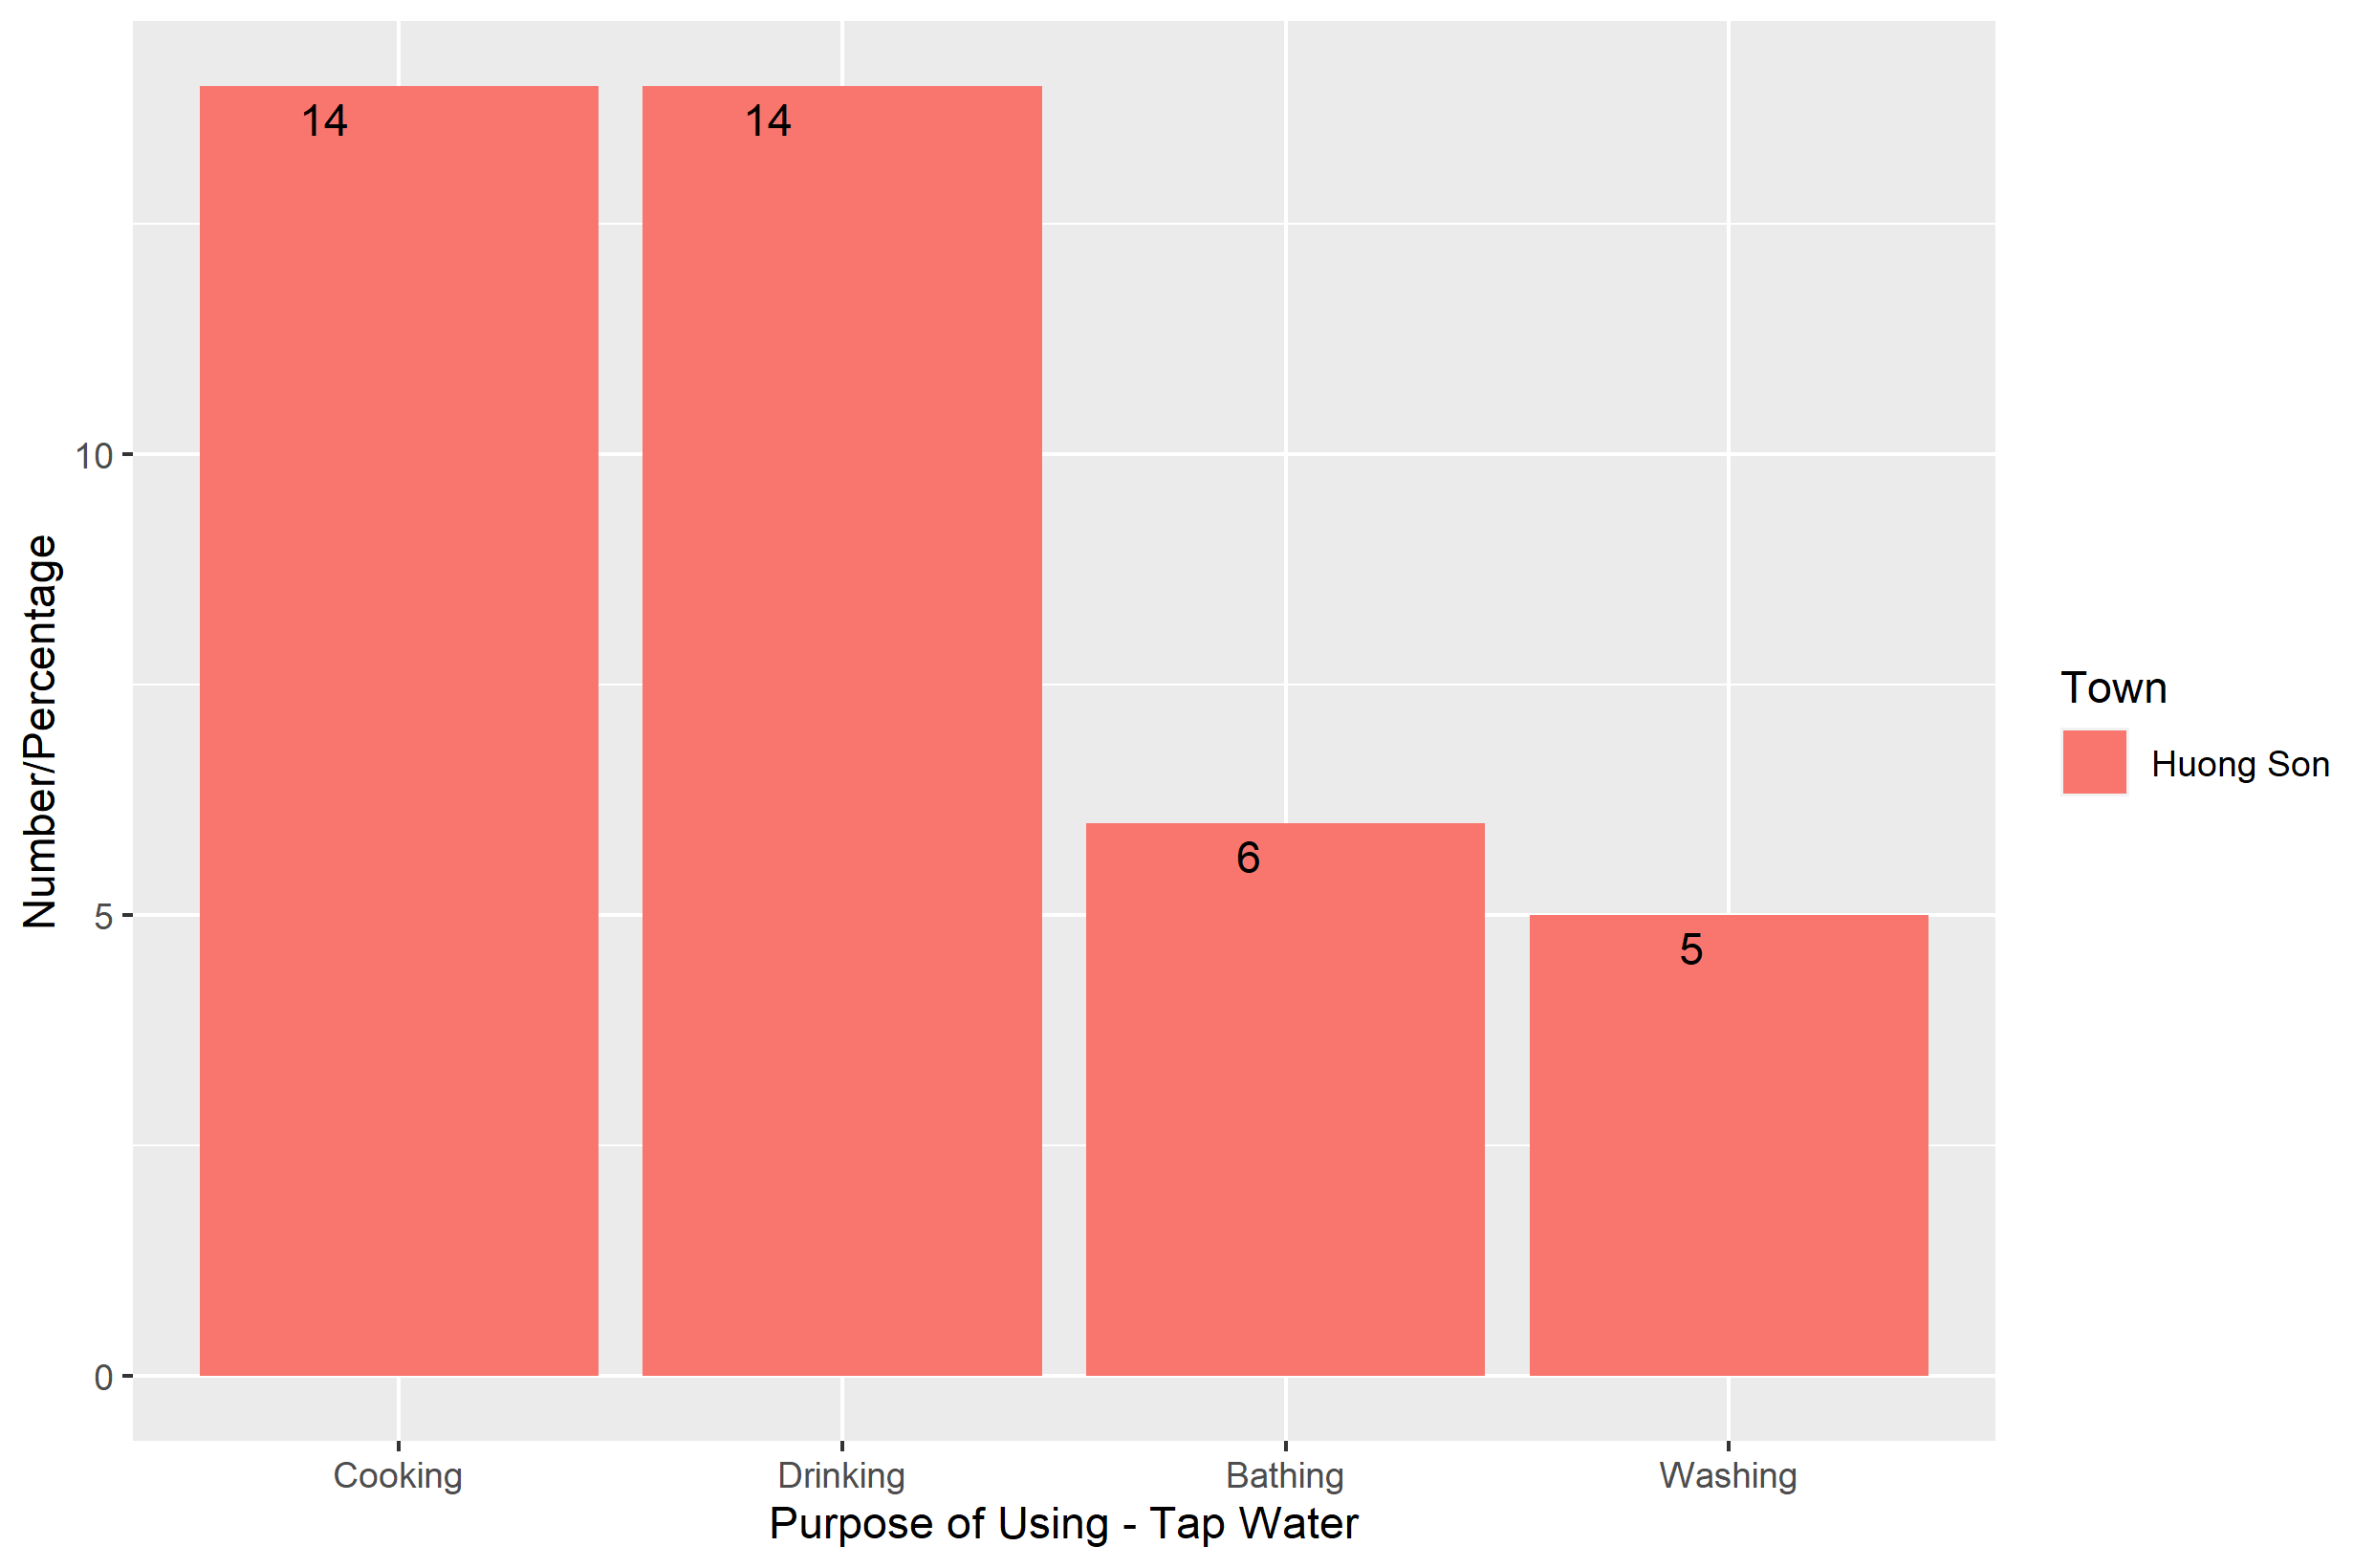 14
14
6
5
10
5
0
Number/Percentage
Cooking
Drinking
Bathing
Washing
Purpose of Using - Tap Water
Town
Huong Son